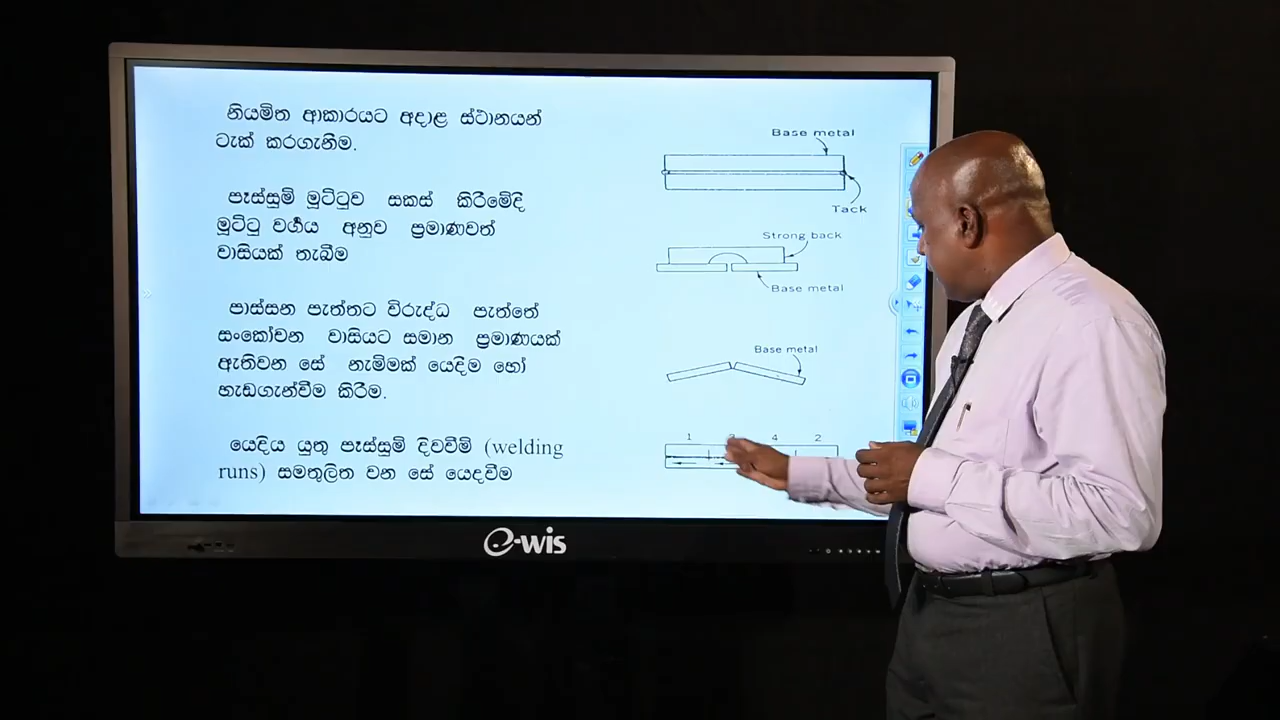 නියමිත ආකාරයට අදාළ ස්ථානයන්
ටැක් කරගැනීම.
පෑස්සුම් මූට්ටුව සකස් කිරීමේදී
මූට්ටු වර්‍ගය අනුව ප්‍රමාණවත්
වාසියක් තැබීම
පාස්සන පැත්තට විරුද්ධ පැත්තේ
සංකෝචන වාසියට සමාන ප්‍රමාණයක්
ඇතිවන සේ නැමීමක් යෙදීම හෝ
හැඩගැන්වීම කිරීම.
යෙදිය යුතු පෑස්සුම් දිවවීම් (welding
runs) සමතුලිත වන සේ යෙදවීම
Base metal
Tack
Strong back
Base metal
Base metal
1 4 2
e-wis